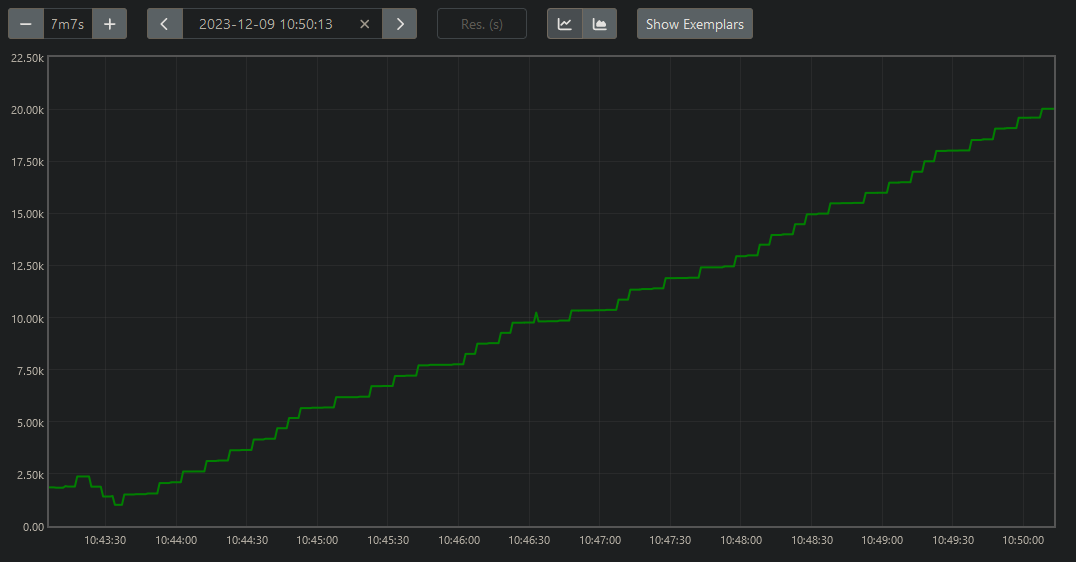 − 7m7s + 2023-12-09 10:50:13 × Res. (s) Show Exemplars
22.50k
20.00k
17.50k
15.00k
12.50k
10.00k
7.50k
5.00k
2.50k
0.00
10:43:30 10:44:00 10:44:30 10:45:00 10:45:30 10:46:00 10:46:30 10:47:00 10:47:30 10:48:00 10:48:30 10:49:00 10:49:30 10:50:00